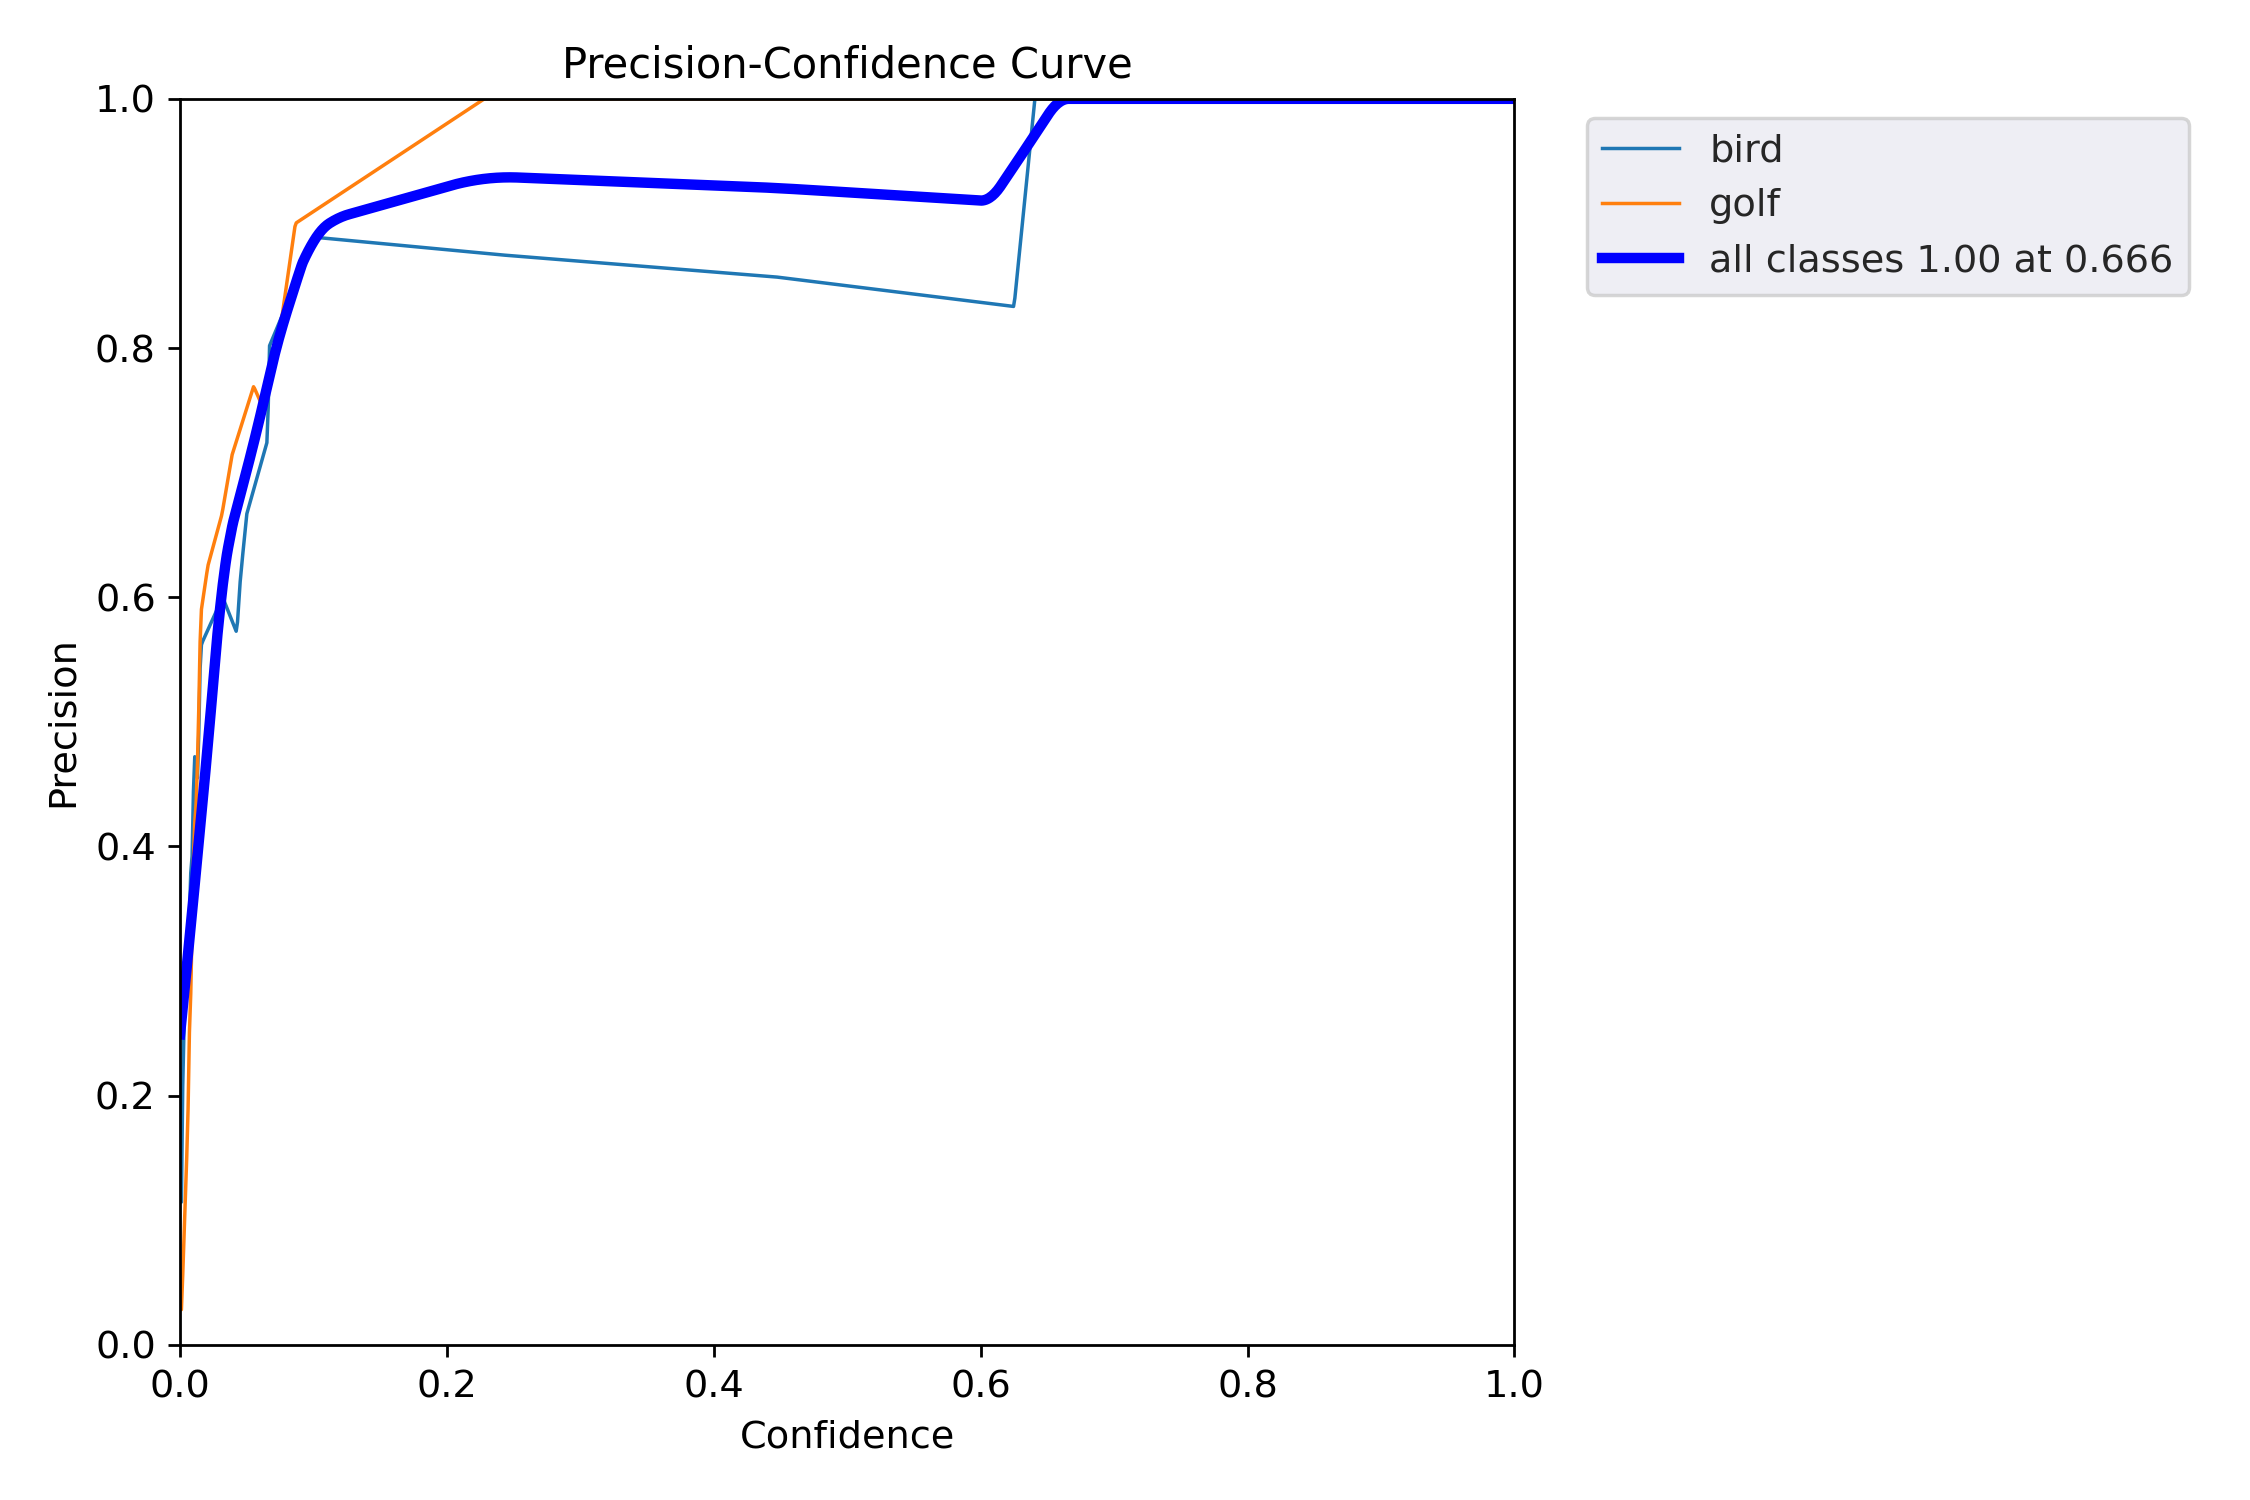 Precision-Confidence Curve
1.0
0.8
0.6
0.4
0.2
0.0
Precision
0.0 0.2 0.4 0.6 0.8 1.0
Confidence
bird
golf
all classes 1.00 at 0.666